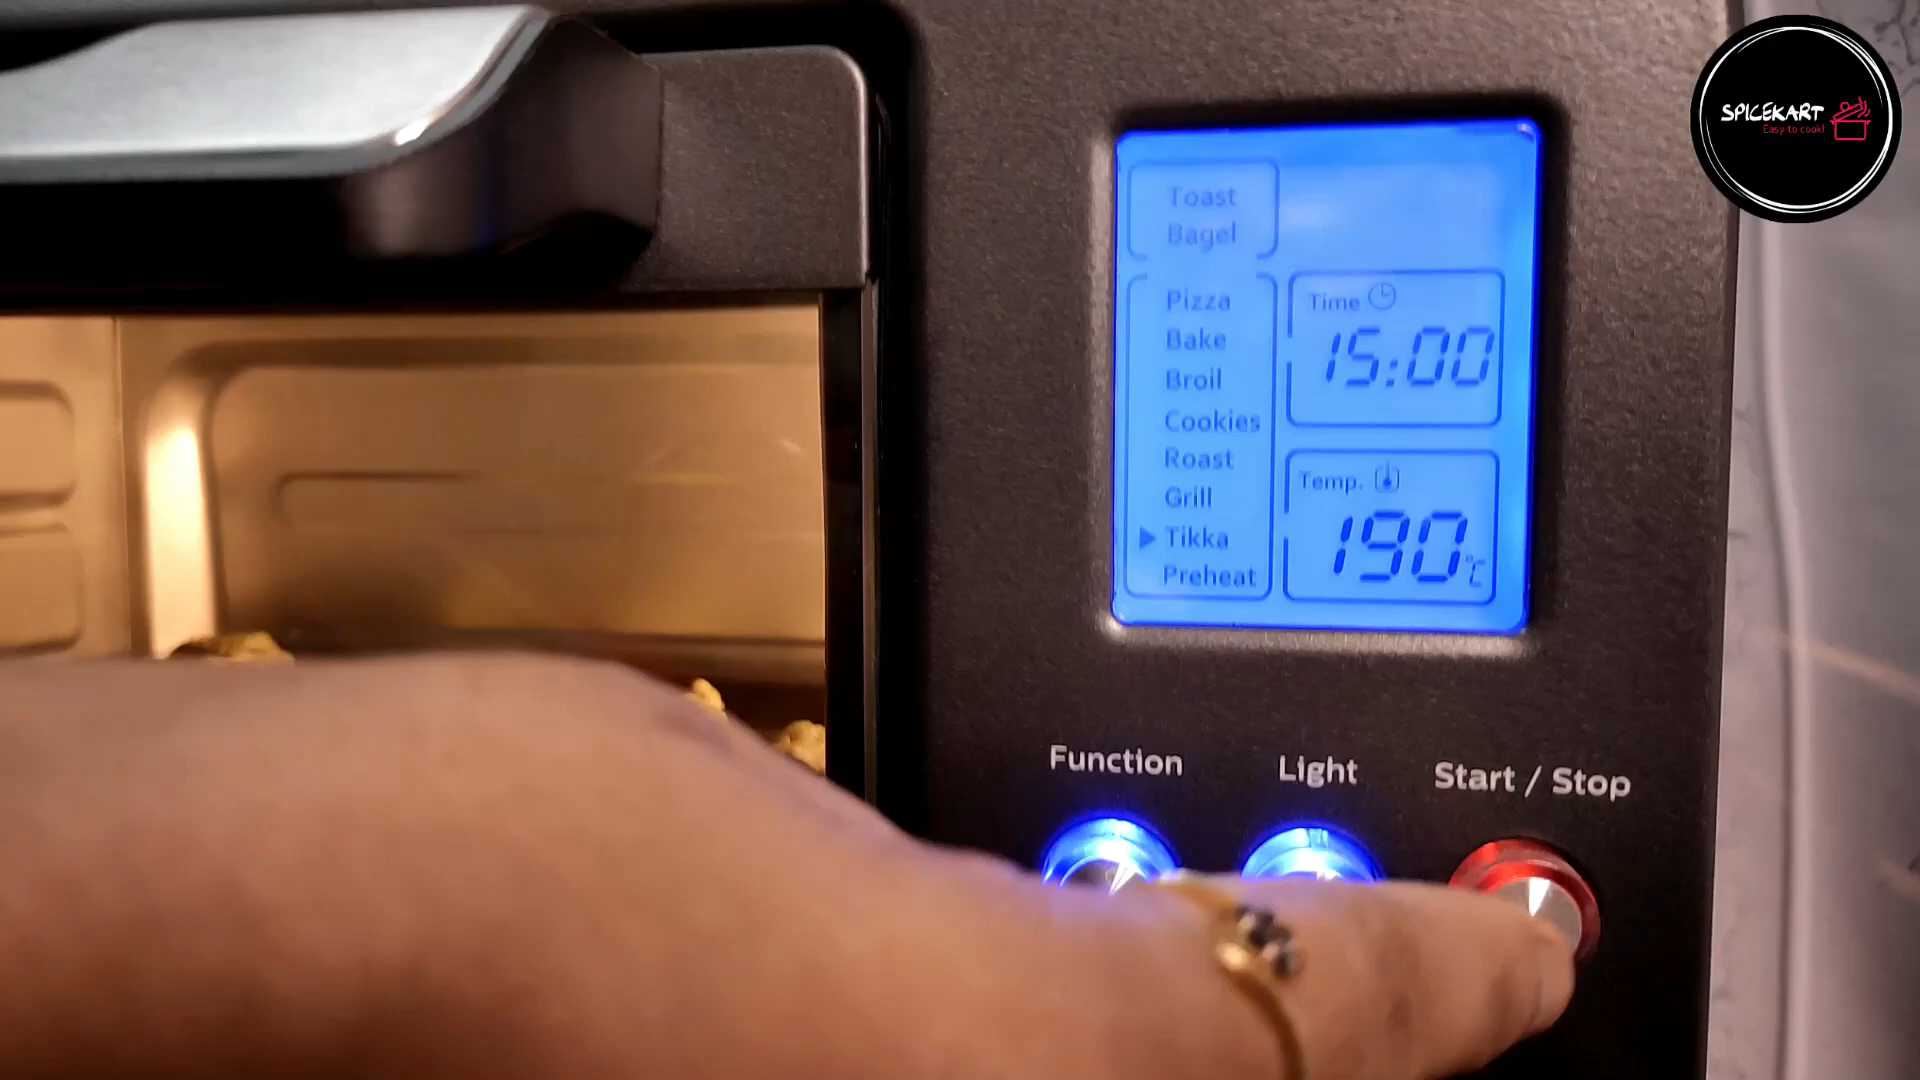 SPICEKART
Easy to cook!
Toast
Bagel
Pizza
Bake
Broil
Cookies
Roast
Grill
Tikka
Preheat
Time
15:00
Temp.
190°C
Function
Light
Start / Stop